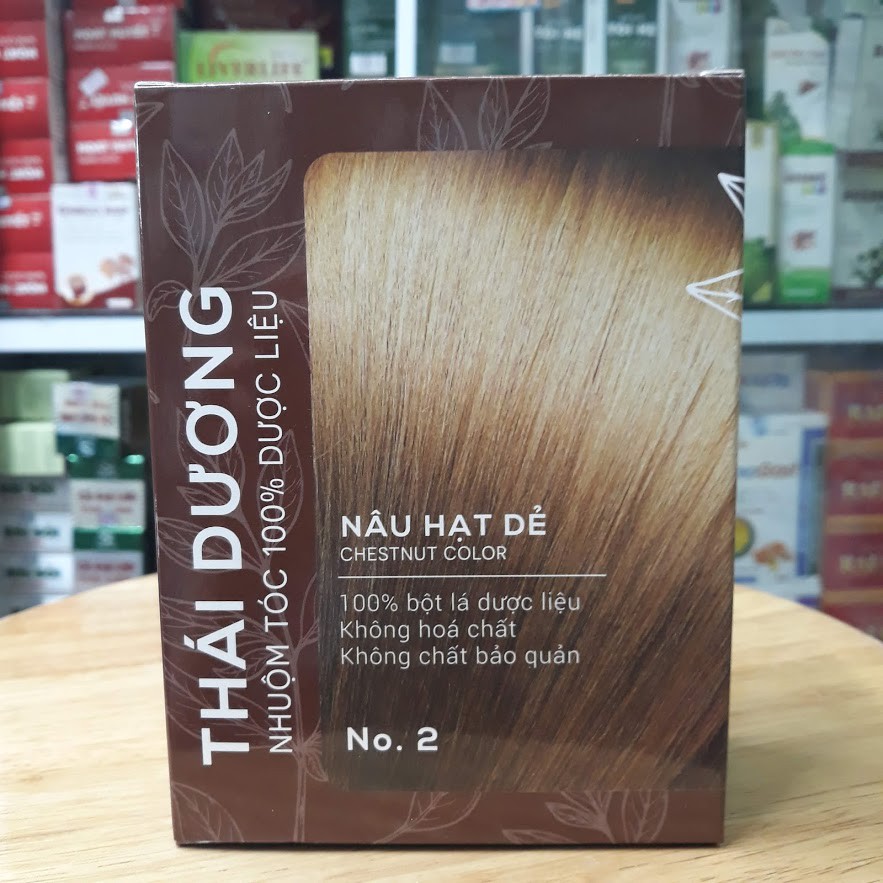 THÁI DƯƠNG
NHUỘM TÓC 100% DƯỢC LIỆU
NÂU HẠT DẺ
CHESTNUT COLOR
100% bột lá dược liệu
Không hoá chất
Không chất bảo quản
No. 2